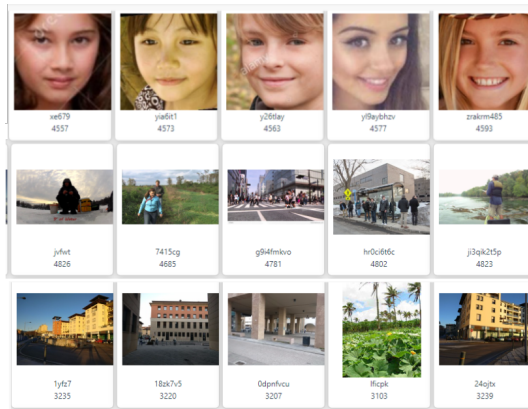 xe679
4557
yia6it1
4573
y26tlay
4563
yl9aybhzv
4577
zrakrm485
4593
jvfwt
4826
7415cg
4685
g9i4fmkvo
4781
hr0ci6t6c
4802
ji3qik2t5p
4823
1yfz7
3235
18zk7v5
3220
0dpnfvcu
3207
lficpk
3103
24ojtx
3239